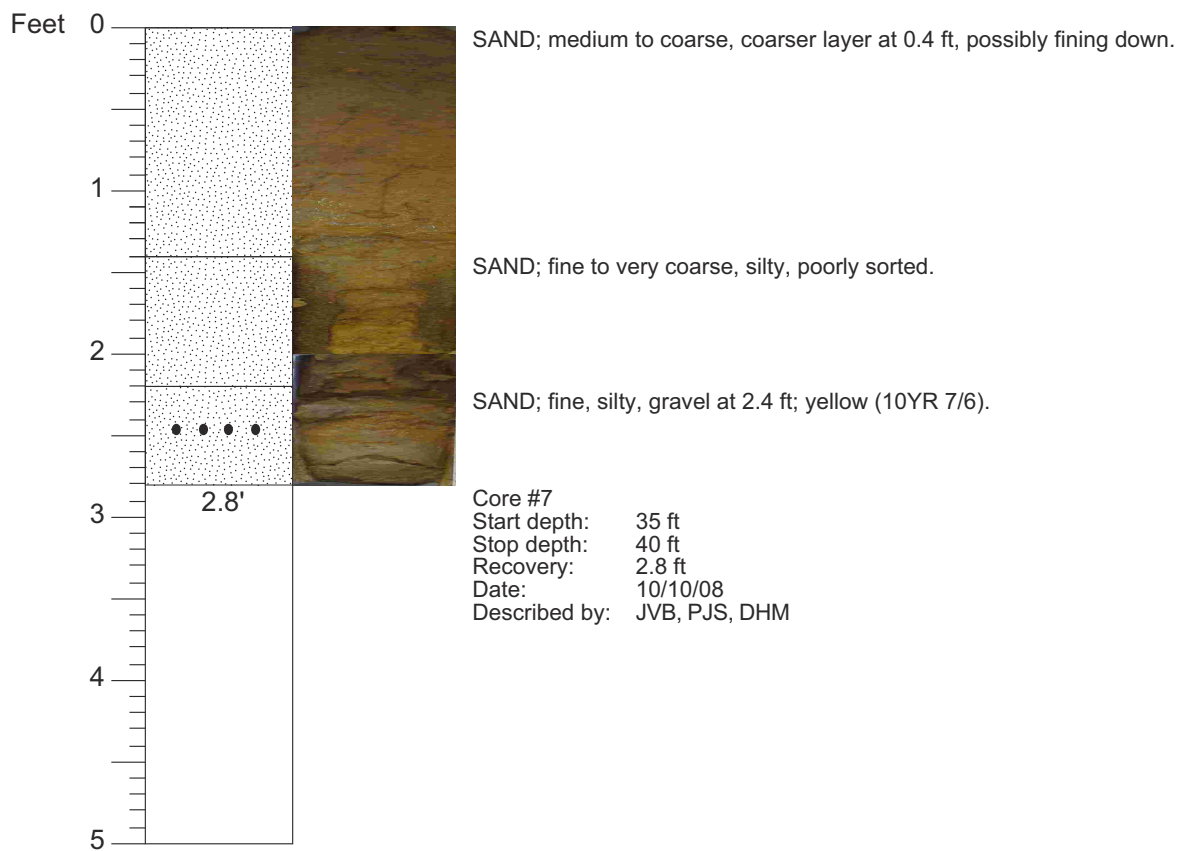 Feet 0
SAND; medium to coarse, coarser layer at 0.4 ft, possibly fining down.
1
SAND; fine to very coarse, silty, poorly sorted.
2
SAND; fine, silty, gravel at 2.4 ft; yellow (10YR 7/6).
2.8'
3
Core #7
Start depth: 35 ft
Stop depth: 40 ft
Recovery: 2.8 ft
Date: 10/10/08
Described by: JVB, PJS, DHM
4
5